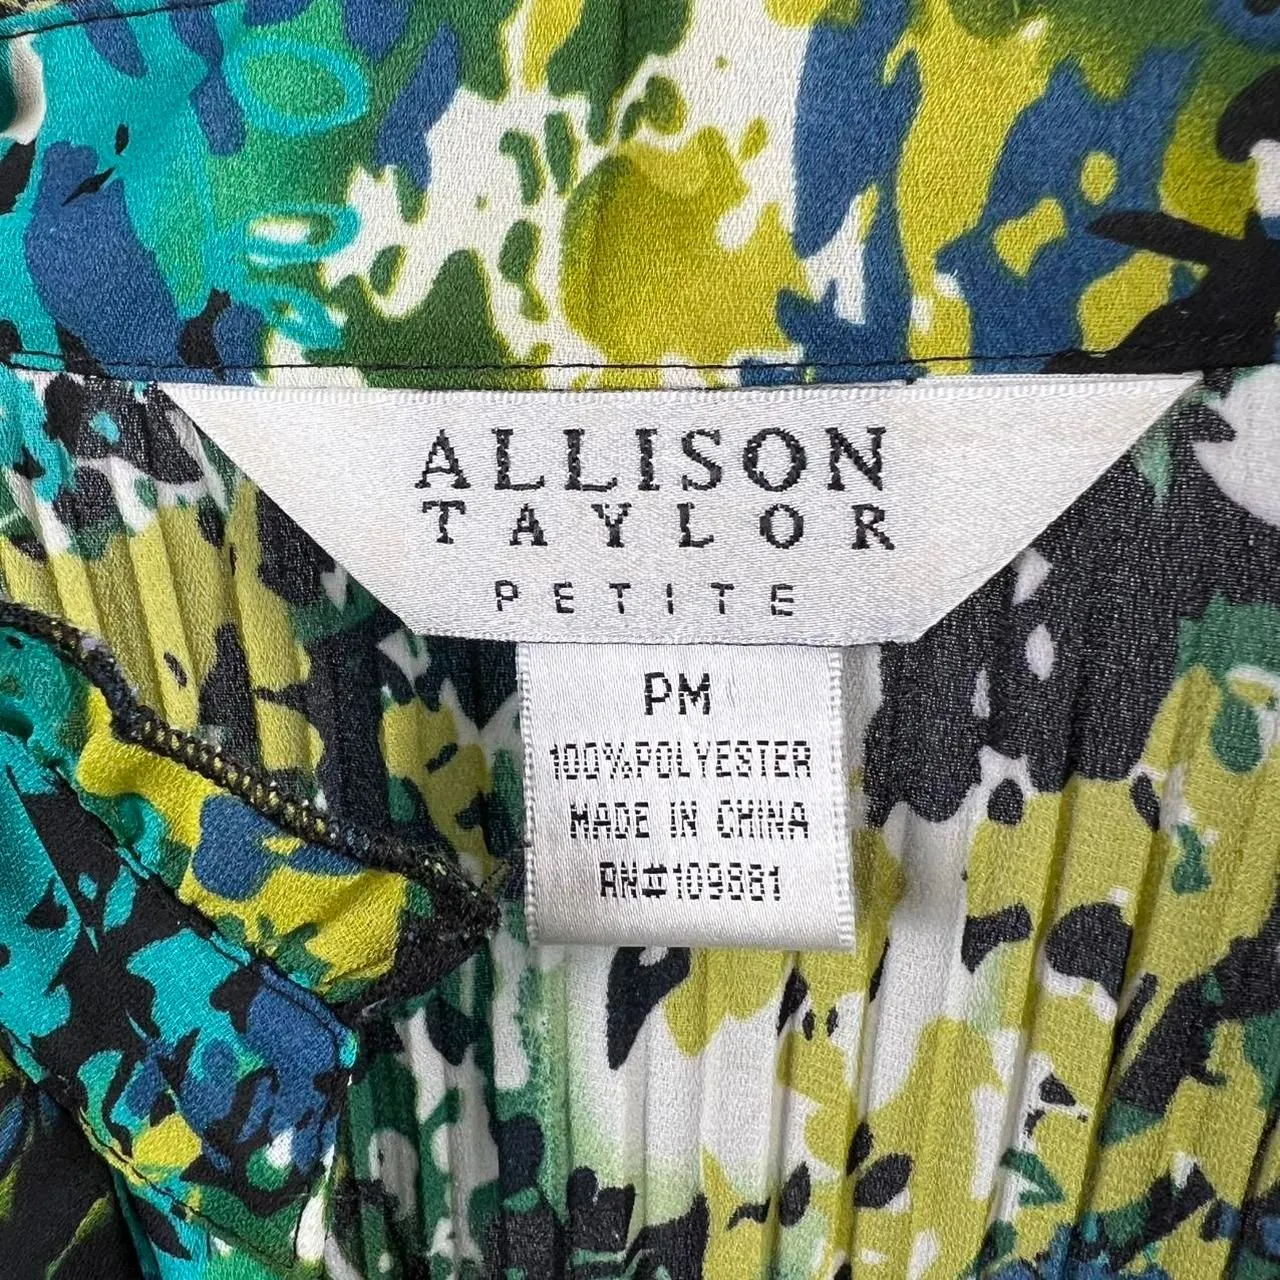 ALLISON
TAYLOR
PETITE
PM
100%POLYESTER
MADE IN CHINA
RN#109881